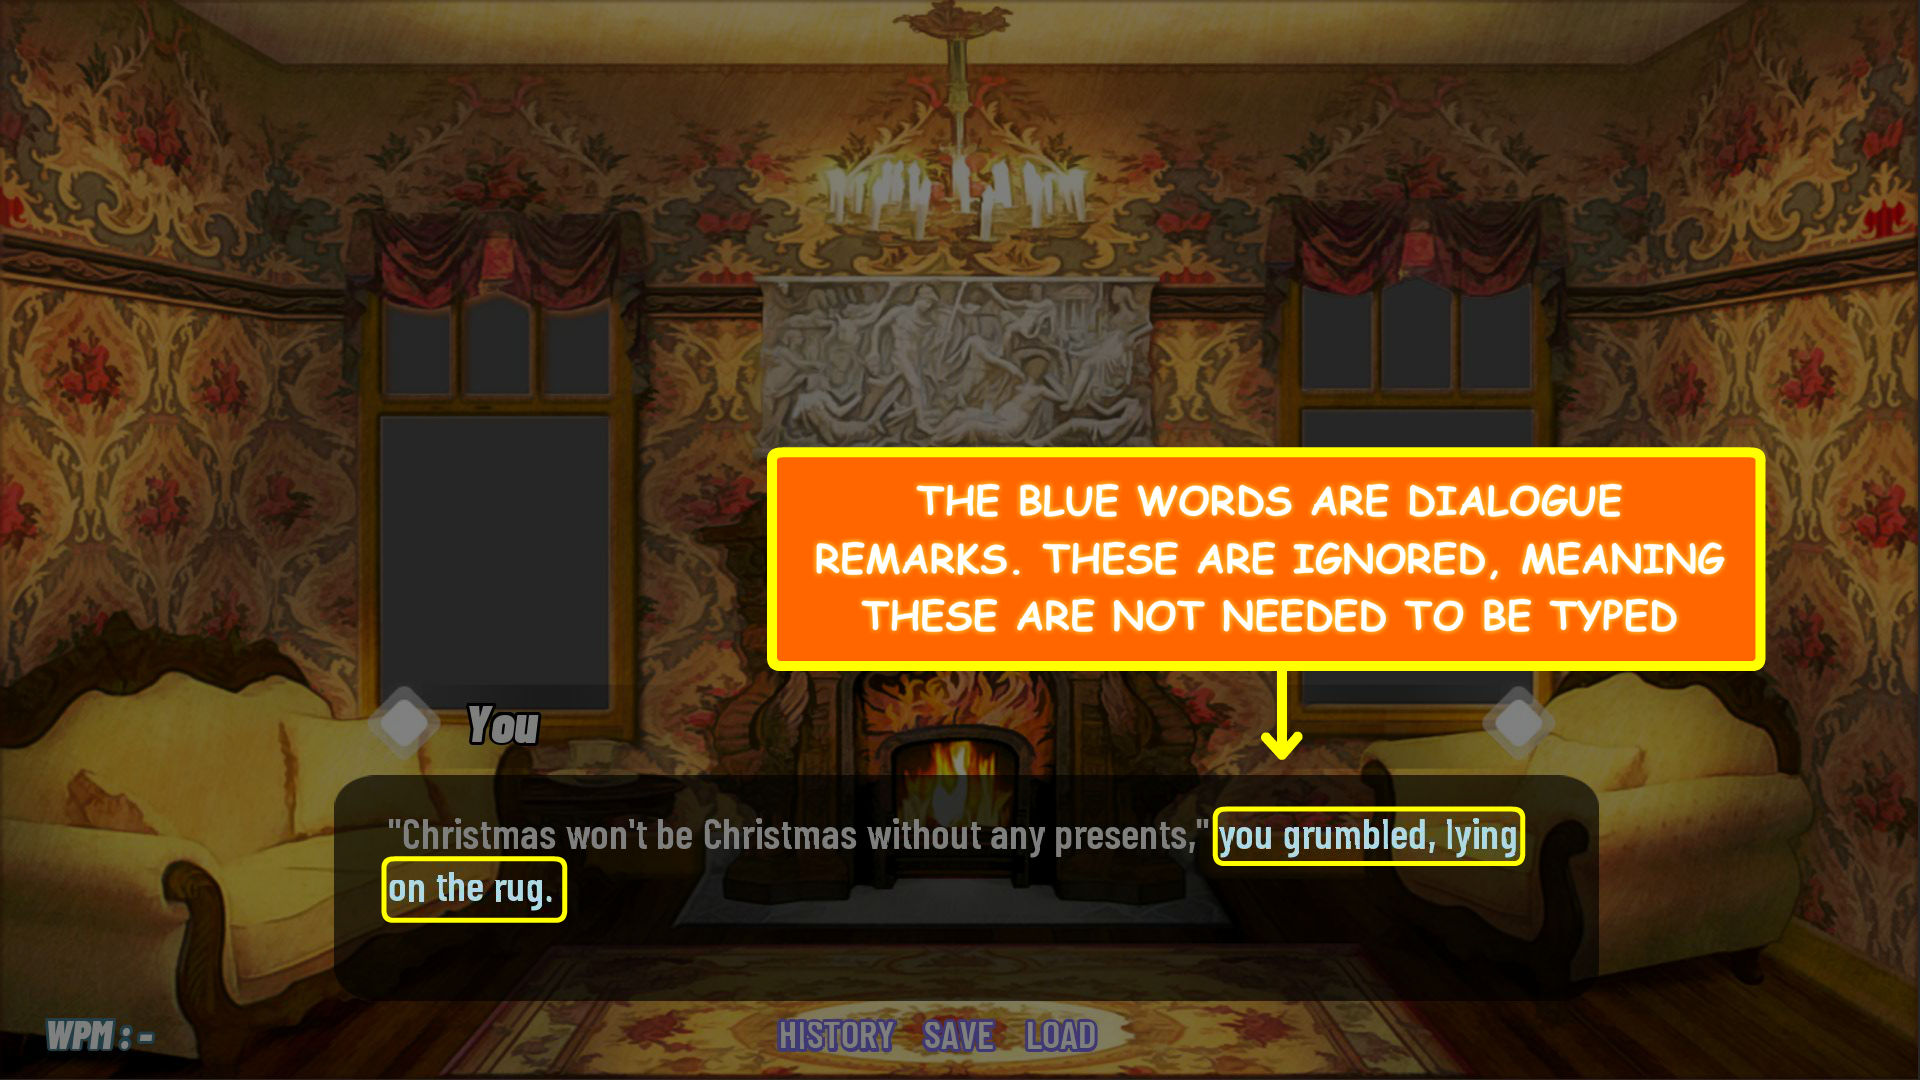 THE BLUE WORDS ARE DIALOGUE
REMARKS. THESE ARE IGNORED, MEANING
THESE ARE NOT NEEDED TO BE TYPED
You
"Christmas won't be Christmas without any presents," you grumbled, lying
on the rug.
WPM : -
HISTORY SAVE LOAD